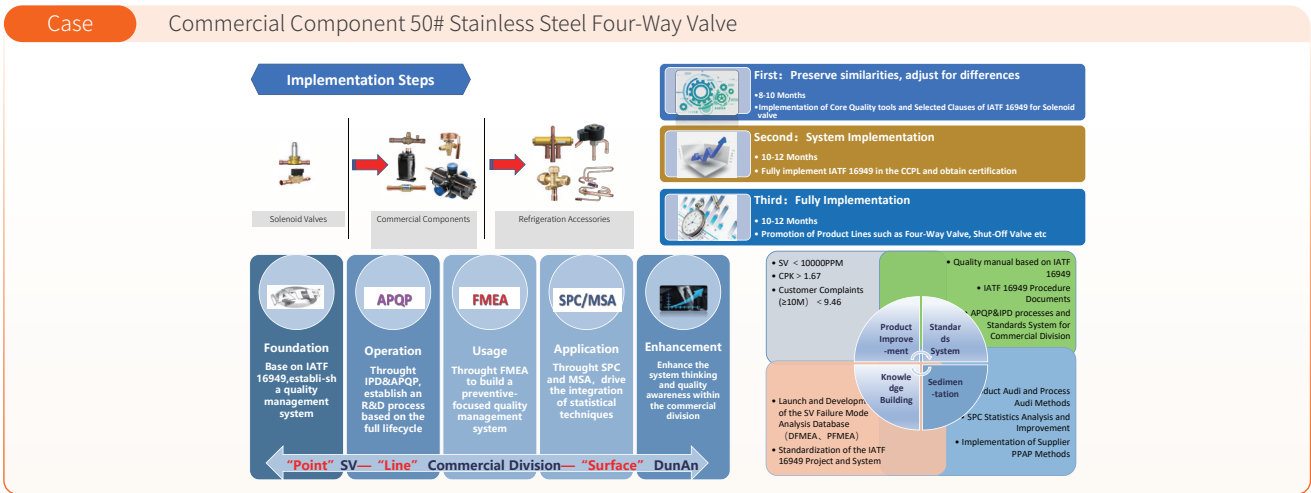 Case
Commercial Component 50# Stainless Steel Four-Way Valve
Implementation Steps
Solenoid Valves
Commercial Components
Refrigeration Accessories
First：Preserve similarities, adjust for differences
•8-10 Months
•Implementation of Core Quality tools and Selected Clauses of IATF 16949 for Solenoid
valve
Second：System Implementation
• 10-12 Months
• Fully implement IATF 16949 in the CCPL and obtain certification
Third：Fully Implementation
• 10-12 Months
• Promotion of Product Lines such as Four-Way Valve, Shut-Off Valve etc
Foundation
Base on IATF
16949,establi-sh
a quality
management
system
APQP
Operation
Throught
IPD&APQP,
establish an
R&D process
based on the
full lifecycle
FMEA
Usage
Throught FMEA
to build a
preventive-
focused quality
management
system
SPC/MSA
Application
Throught SPC
and MSA，drive
the integration
of statistical
techniques
Enhancement
Enhance the
system thinking
and quality
awareness within
the commercial
division
“Point” SV— “Line” Commercial Division— “Surface” DunAn
• SV ＜10000PPM
• CPK＞1.67
• Customer Complaints
(≥10M) ＜9.46
• Quality manual based on IATF
16949
• IATF 16949 Procedure
Documents
• APQP&IPD processes and
Standards System for
Commercial Division
Product
Improve
-ment
Standar
ds
System
Knowle
dge
Building
Sedimen
-tation
• Launch and Developm
of the SV Failure Mode
Analysis Database
（DFMEA、PFMEA）
• Standardization of the IATF
16949 Project and System
duct Audi and Process
Audi Methods
SPC Statistics Analysis and
Improvement
• Implementation of Supplier
PPAP Methods